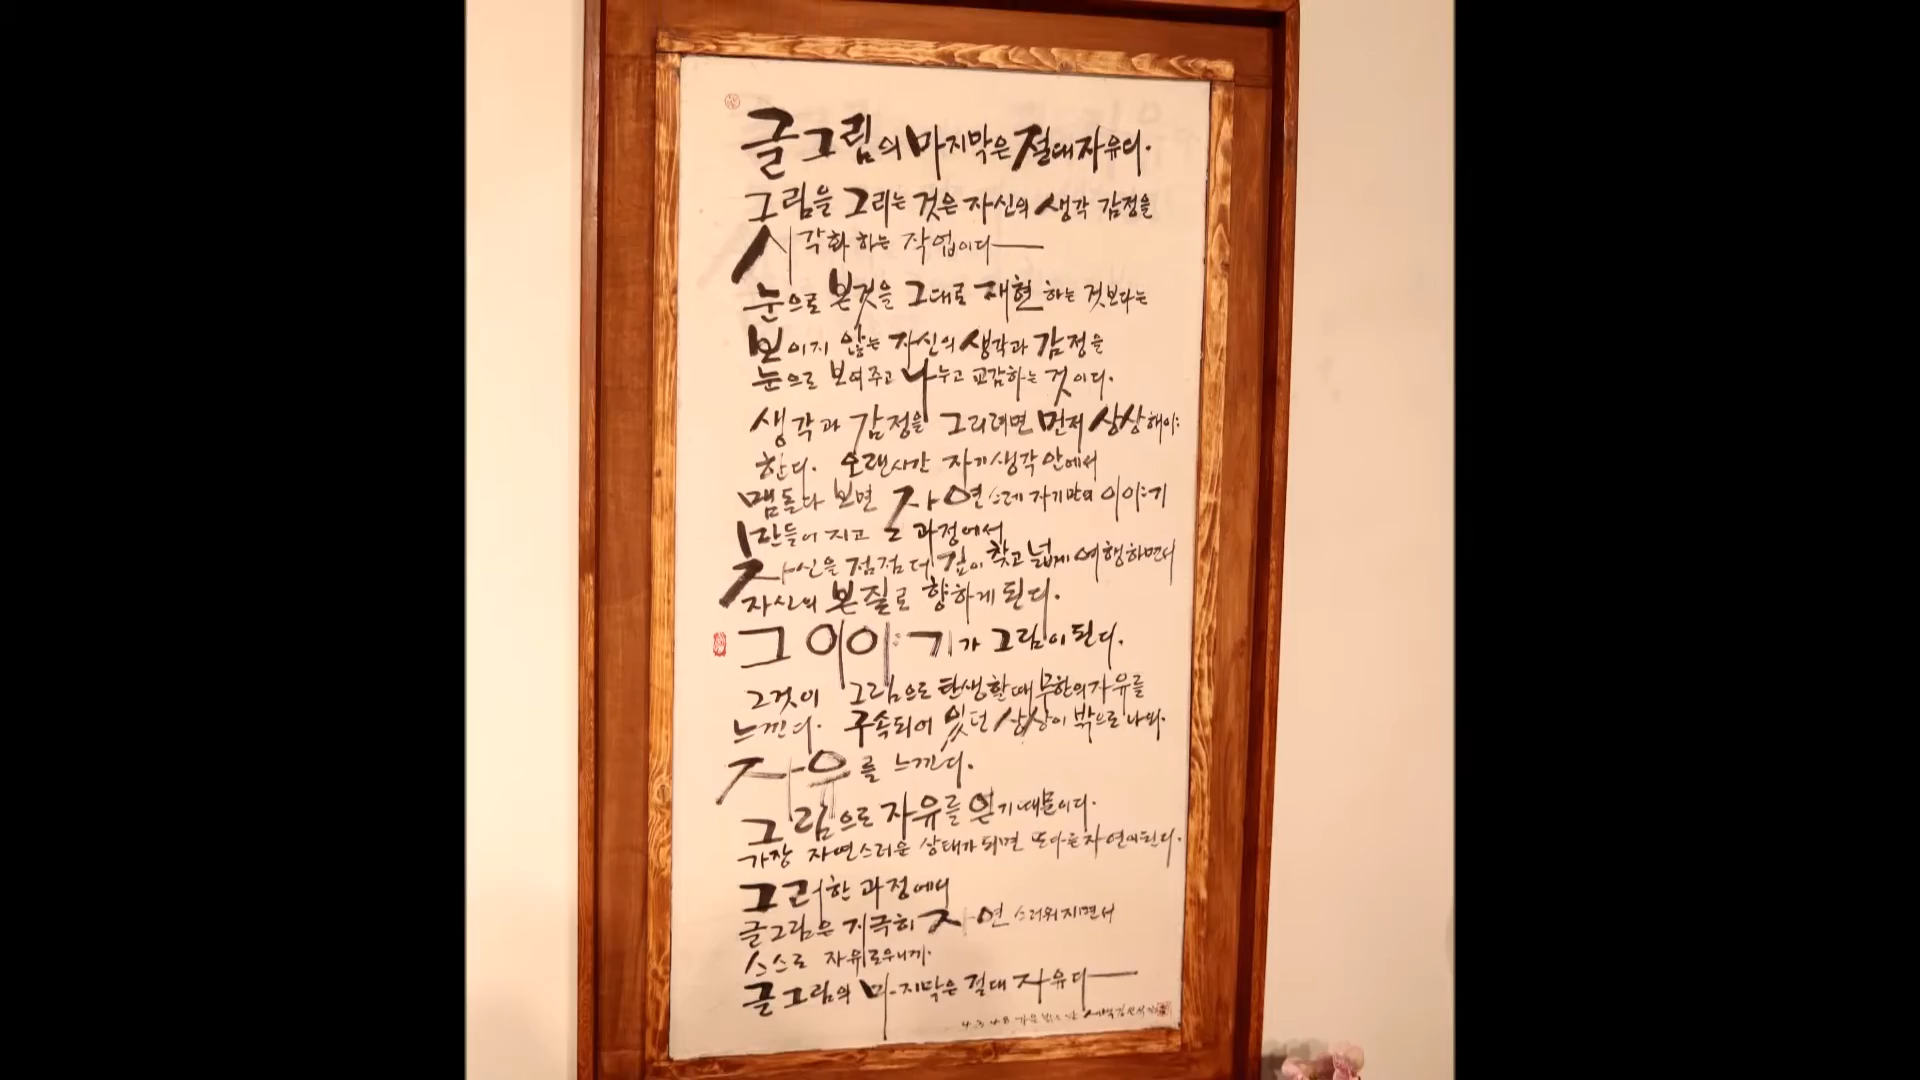 글그림의 마지막은 절대자유다.
그림을 그리는 것은 자신의 생각 감정을
시각화 하는 작업이다
눈으로 본것을 그대로 재현 하는 것보다는
보이지 않는 자신의 생각과 감정을
눈으로 보여주고 나누고 교감하는 것이다.
생각과 감정을 그리려면 먼저 상상해야
한다. 오랜시간 자기생각 안에서
맴돌다 보면 자연스레 자기만의 이야기
만들어 지고 그 과정에서
자신을 점점 더 깊이 찾고 넓게 여행하면서
자신의 본질로 향하게 된다.
그 이야기가 그림이 된다.
그것이 그림으로 탄생할때 무한의자유를
느낀다. 구속되어 있던 상상이 밖으로 나와
자유를 느낀다.
그림으로 자유를 얻기때문이다.
가장 자연스러운 상태가 되면 또다른자연이된다.
그러한 과정에서
글그림은 지극히 자연스러워지면서
스스로 자유로우니까.
글그림의 마지막은 절대 자유다